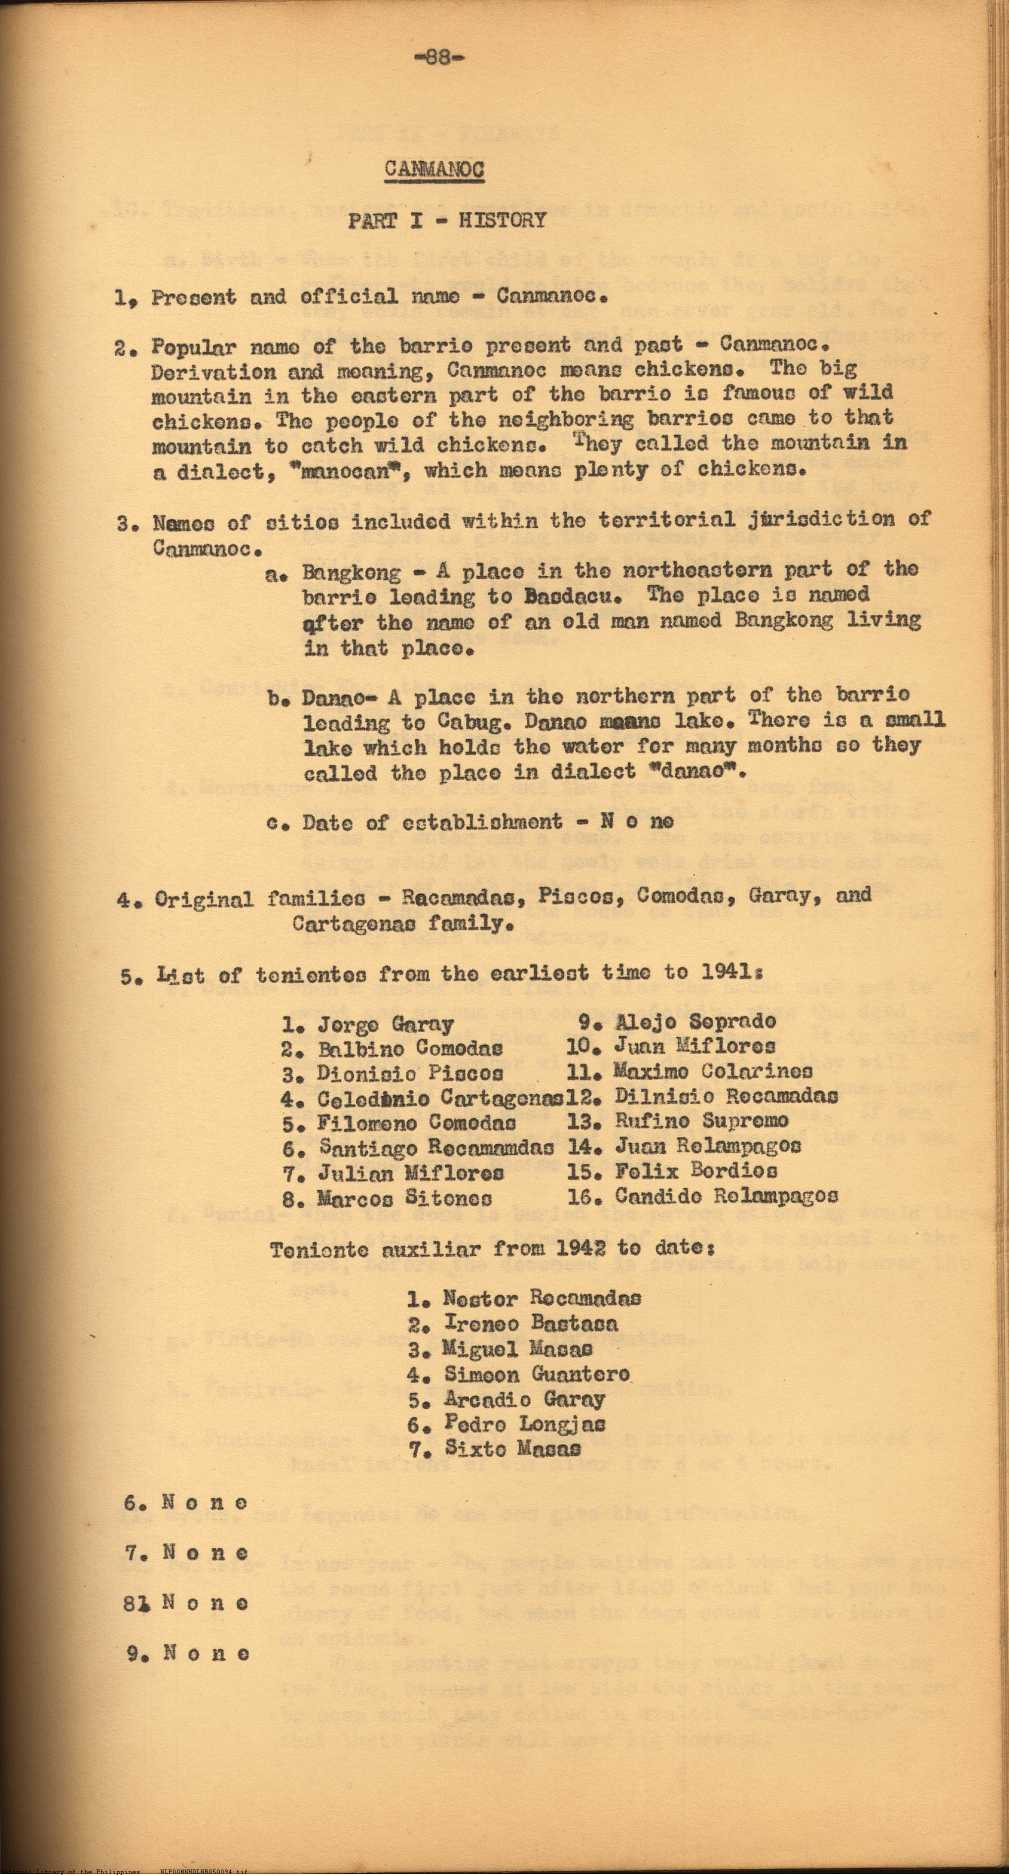 -88-
CANMANOC
PART I - HISTORY
1, Present and official name - Canmanoc.
2. Popular name of the barrio present and past - Canmanoc.
Derivation and meaning, Canmanoc means chickens. The big
mountain in the eastern part of the barrio is famous of wild
chickens. The people of the neighboring barrios came to that
mountain to catch wild chickens. They called the mountain in
a dialect, "manocan", which means plenty of chickens.
3. Names of sitios included within the territorial jurisdiction of
Canmanoc.
a. Bangkong - A place in the northeastern part of the
barrio leading to Basdacu. The place is named
after the name of an old man named Bangkong living
in that place.
b. Danao- A place in the northern part of the barrio
leading to Cabug. Danao means lake. There is a small
lake which holds the water for many months so they
called the place in dialect "danao".
c. Date of establishment - N o ne
4. Original families - Racamadas, Piscos, Comodas, Garay, and
Cartagenas family.
5. List of tenientes from the earliest time to 1941:
1. Jorge Garay 9. Alejo Soprado
2. Balbino Comodas 10. Juan Miflores
3. Dionisio Piscos 11. Maximo Colarines
4. Celedonio Cartagenas12. Dilnisio Recamadas
5. Filomeno Comodas 13. Rufino Supremo
6. Santiago Recamamdas 14. Juan Relampagos
7. Julian Miflores 15. Felix Bordios
8. Marcos Sitones 16. Candido Relampagos
Teniente auxiliar from 1942 to date:
1. Nestor Recamadas
2. Ireneo Bastasa
3. Miguel Masas
4. Simeon Guantero
5. Arcadio Garay
6. Pedro Longjas
7. Sixto Masas
6. N o n e
7. N o n e
8. N o n e
9. N o n e
National Library of the Philippines